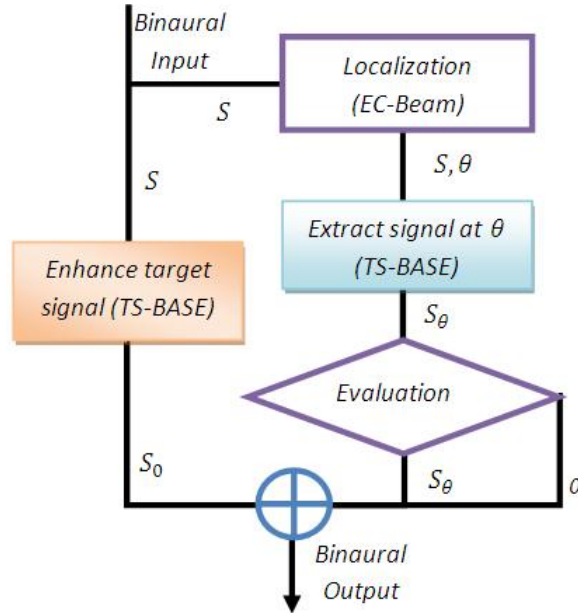 Binaural
Input
Localization
(EC-Beam)
S
S
S, θ
Enhance target
signal (TS-BASE)
Extract signal at θ
(TS-BASE)
S_θ
Evaluation
S_0
S_θ
0
Binaural
Output